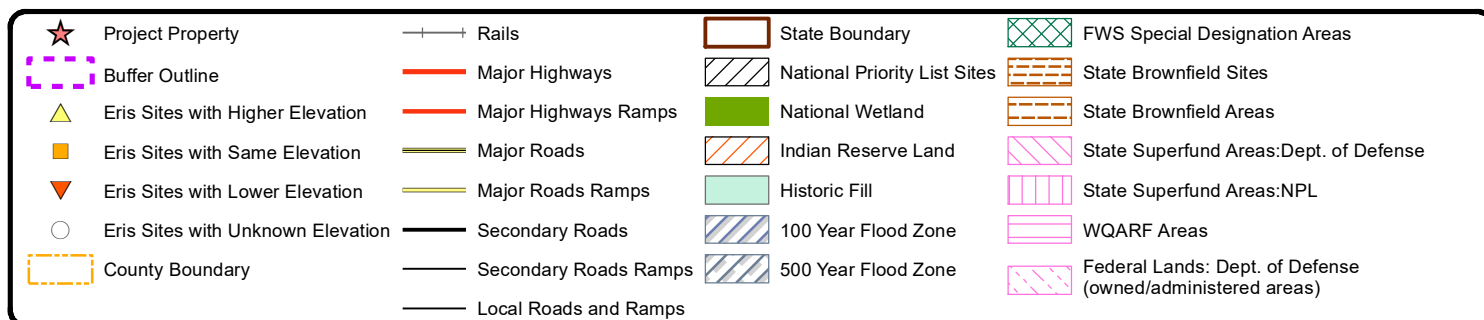 Project Property
Buffer Outline
Eris Sites with Higher Elevation
Eris Sites with Same Elevation
Eris Sites with Lower Elevation
Eris Sites with Unknown Elevation
County Boundary
Rails
Major Highways
Major Highways Ramps
Major Roads
Major Roads Ramps
Secondary Roads
Secondary Roads Ramps
Local Roads and Ramps
State Boundary
National Priority List Sites
National Wetland
Indian Reserve Land
Historic Fill
100 Year Flood Zone
500 Year Flood Zone
FWS Special Designation Areas
State Brownfield Sites
State Brownfield Areas
State Superfund Areas:Dept. of Defense
State Superfund Areas:NPL
WQARF Areas
Federal Lands: Dept. of Defense
(owned/administered areas)